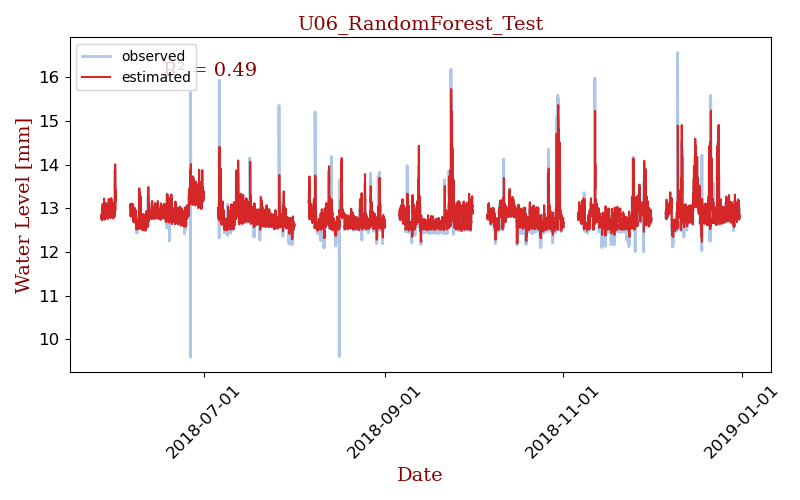 U06_RandomForest_Test
observed
estimated
R² = 0.49
Water Level [mm]
16
15
14
13
12
11
10
2018-07-01
2018-09-01
2018-11-01
2019-01-01
Date